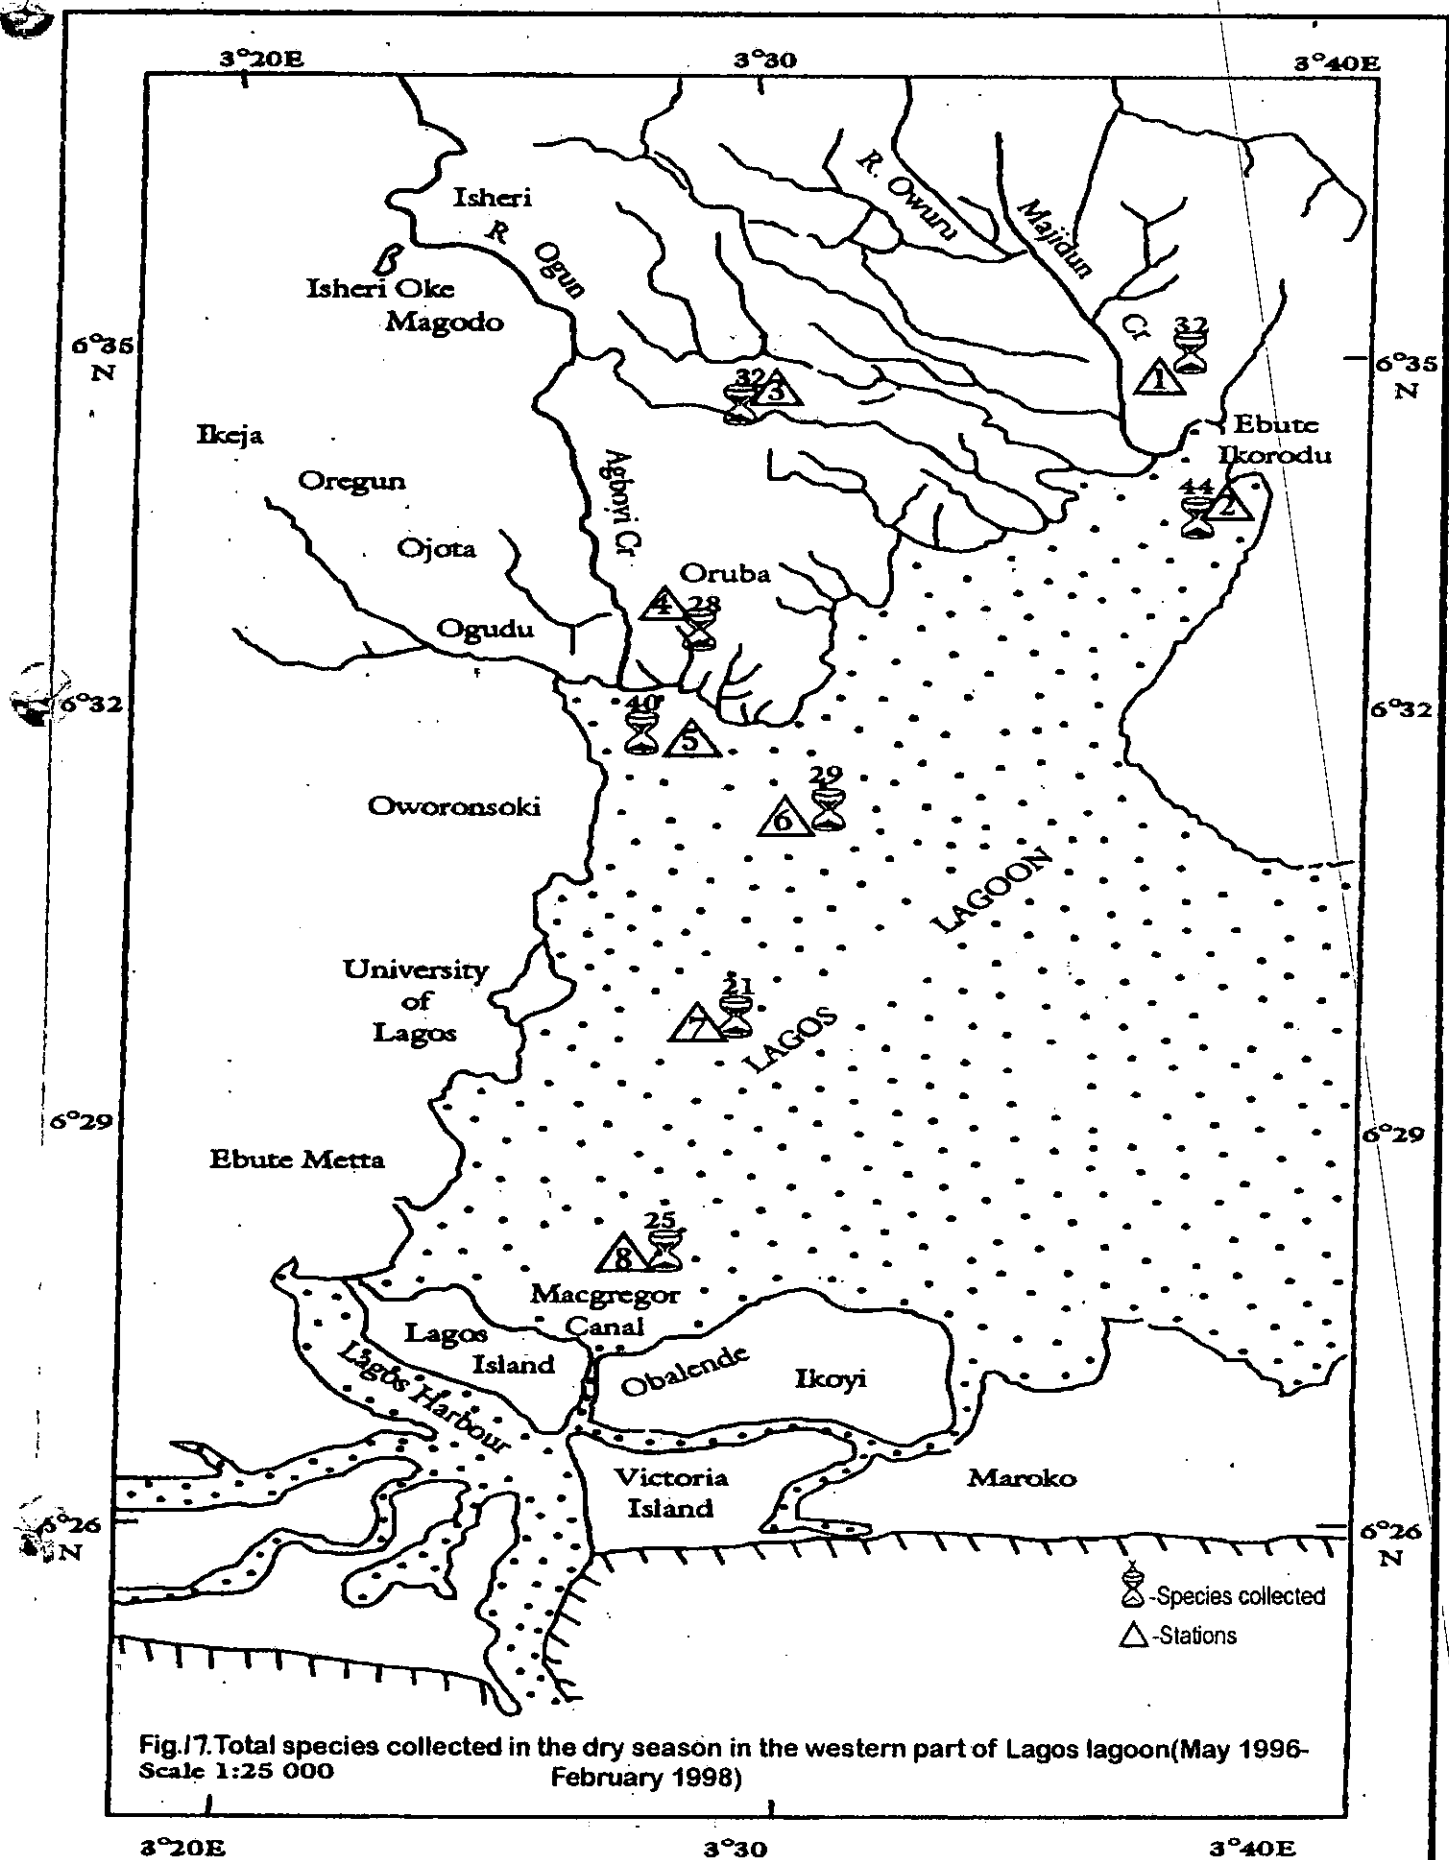 3°20E 3°30 3°40E
Isheri
R Ogun
R. Owuru
Majidun
Cr
Isheri Oke
Magodo
6°35
N
6°35
N
32
1
32
3
Ikeja
Ebute
Ikorodu
Oregun
Agboyi Cr
44
2
Ojota
Oruba
4
28
Ogudu
6°32
6°32
40
5
29
6
Oworonsoki
LAGOON
University
of
Lagos
21
7
LAGOS
6°29
6°29
Ebute Metta
25
8
Macgregor
Canal
Lagos
Island
Lagos Harbour
Obalende
Ikoyi
Victoria
Island
Maroko
6°26
N
6°26
N
-Species collected
-Stations
Fig.17.Total species collected in the dry season in the western part of Lagos lagoon(May 1996-
Scale 1:25 000 February 1998)
3°20E 3°30 3°40E